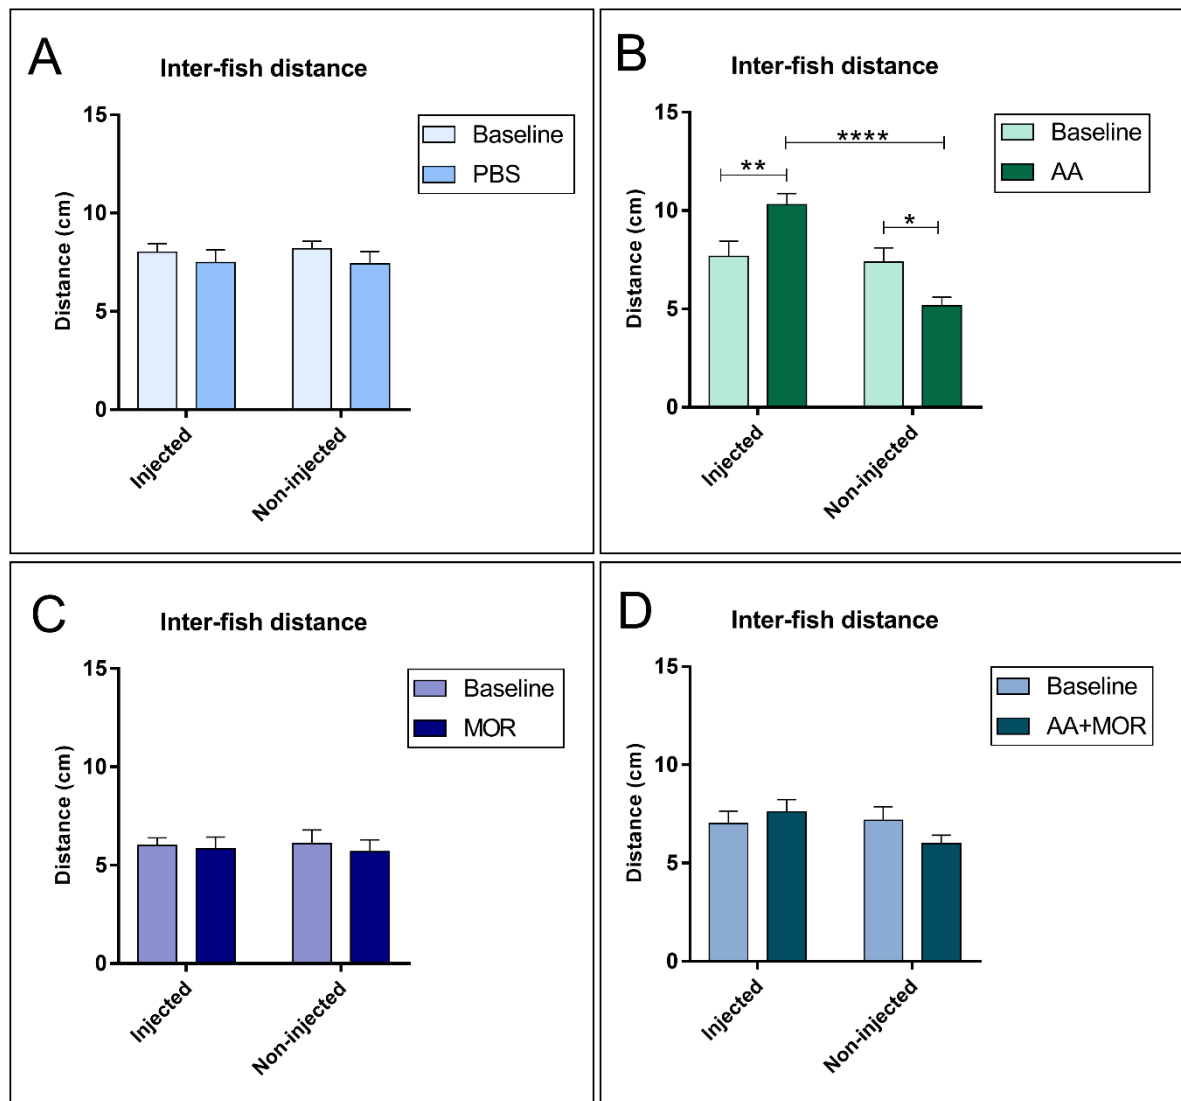 A
Inter-fish distance
Baseline
PBS
Distance (cm)
15
10
5
0
Injected
Non-injected
B
Inter-fish distance
Baseline
AA
Distance (cm)
15
10
5
0
****
**
*
Injected
Non-injected
C
Inter-fish distance
Baseline
MOR
Distance (cm)
15
10
5
0
Injected
Non-injected
D
Inter-fish distance
Baseline
AA+MOR
Distance (cm)
15
10
5
0
Injected
Non-injected